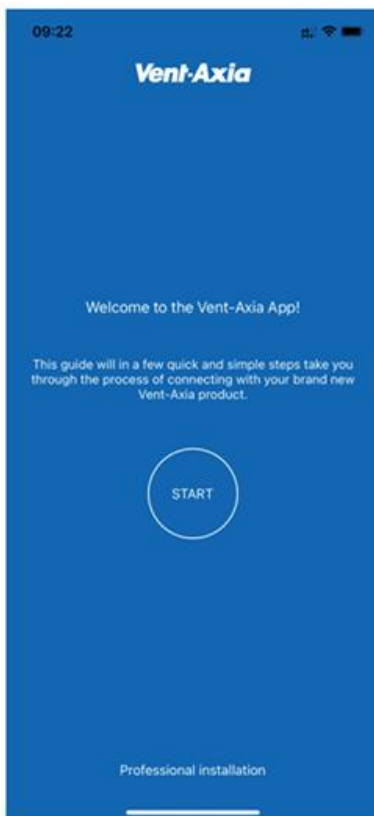 09:22
Vent-Axia
Welcome to the Vent-Axia App!
This guide will in a few quick and simple steps take you
through the process of connecting with your brand new
Vent-Axia product.
START
Professional installation